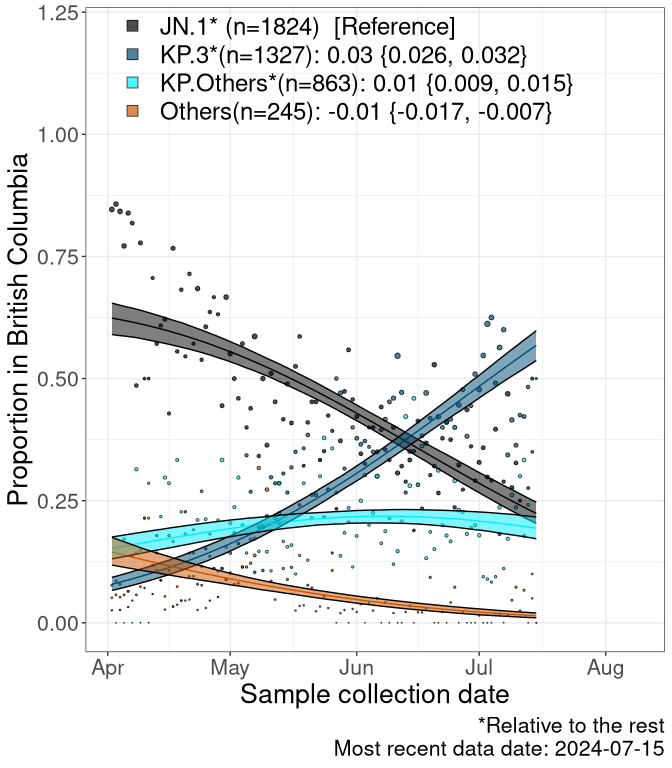 JN.1* (n=1824)  [Reference]
KP.3*(n=1327): 0.03 {0.026, 0.032}
KP.Others*(n=863): 0.01 {0.009, 0.015}
Others(n=245): -0.01 {-0.017, -0.007}
Proportion in British Columbia
1.25
1.00
0.75
0.50
0.25
0.00
Apr May Jun Jul Aug
Sample collection date
*Relative to the rest
Most recent data date: 2024-07-15